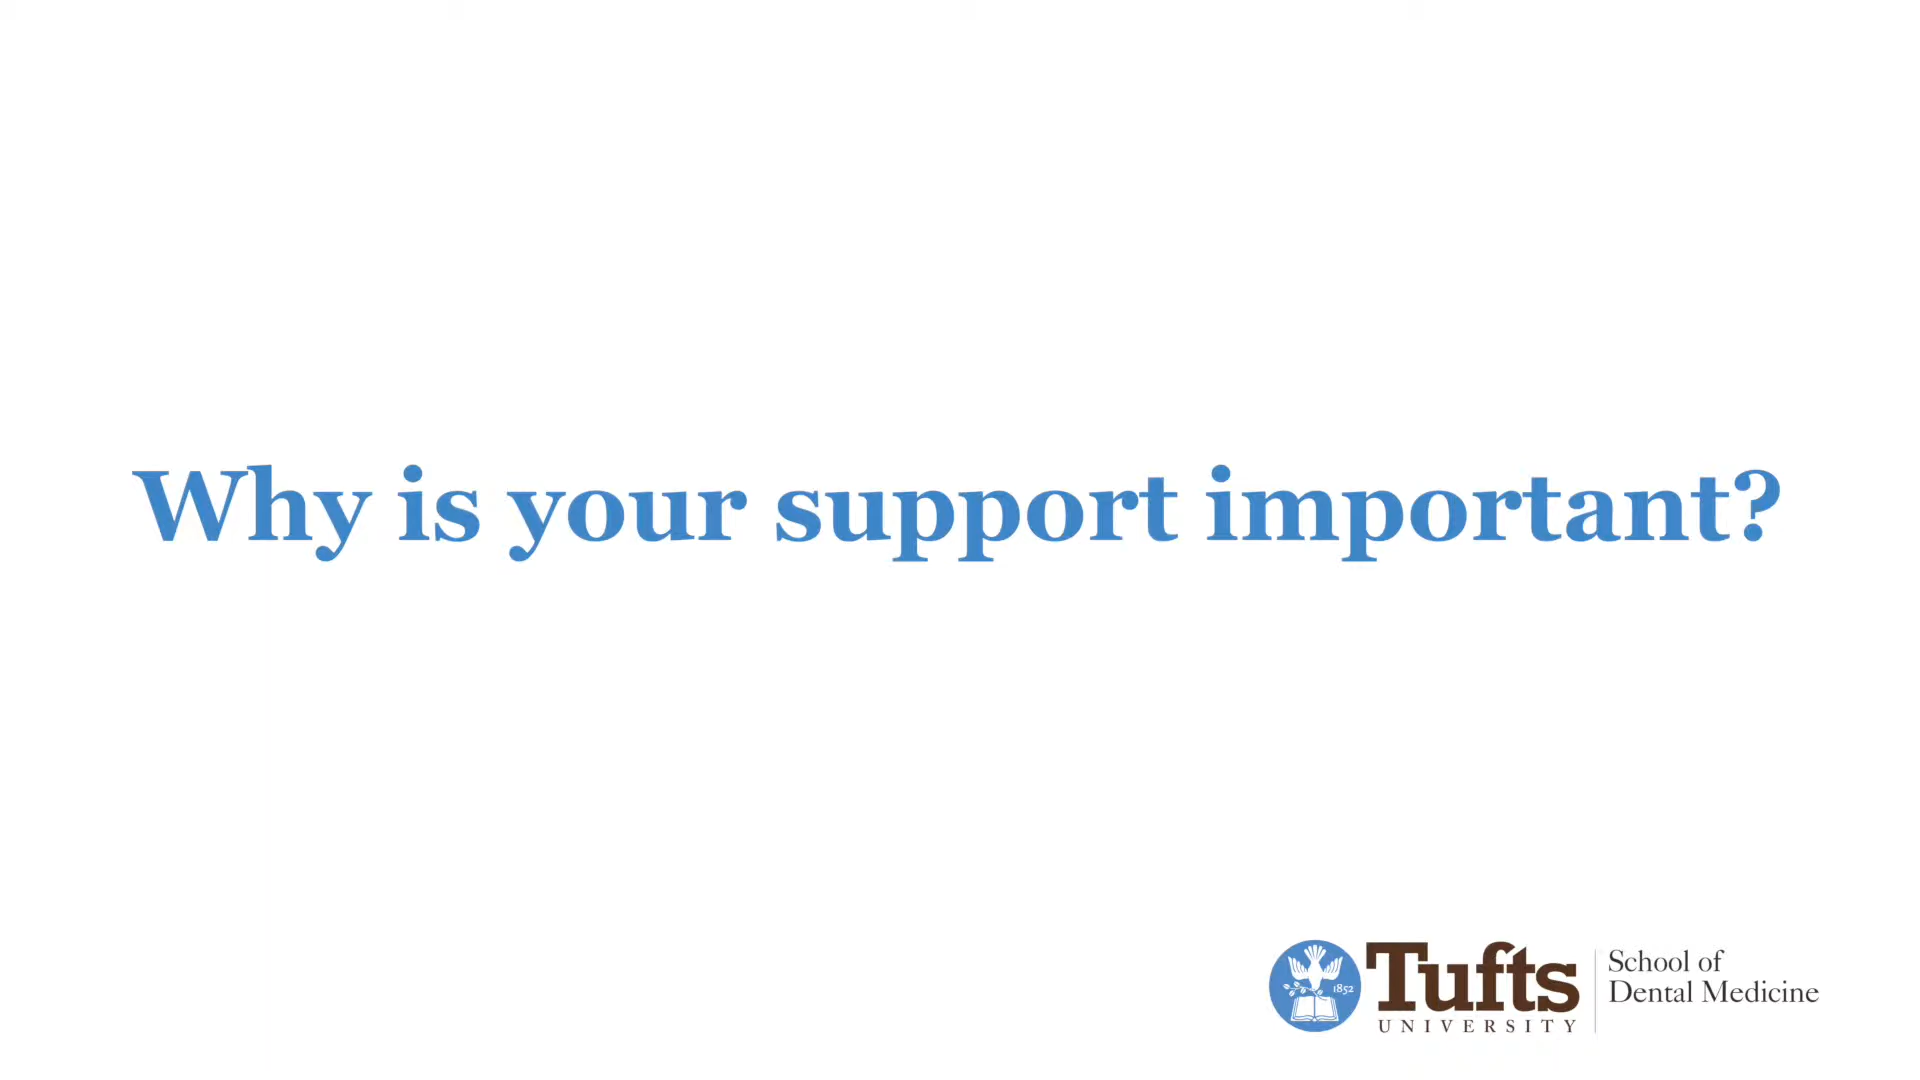 Why is your support important?
1852
Tufts
UNIVERSITY
School of
Dental Medicine